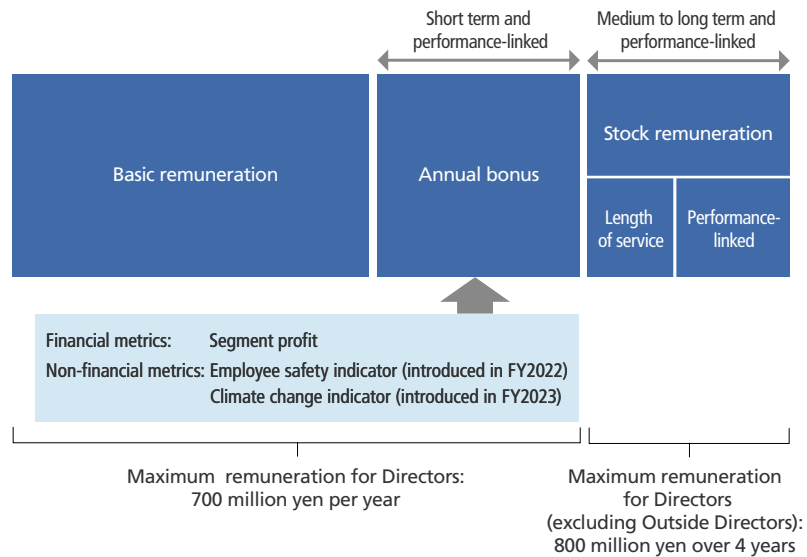 Short term and
performance-linked
Medium to long term and
performance-linked
Basic remuneration
Annual bonus
Stock remuneration
Length
of service
Performance-
linked
Financial metrics: Segment profit
Non-financial metrics: Employee safety indicator (introduced in FY2022)
Climate change indicator (introduced in FY2023)
Maximum remuneration for Directors:
700 million yen per year
Maximum remuneration
for Directors
(excluding Outside Directors):
800 million yen over 4 years